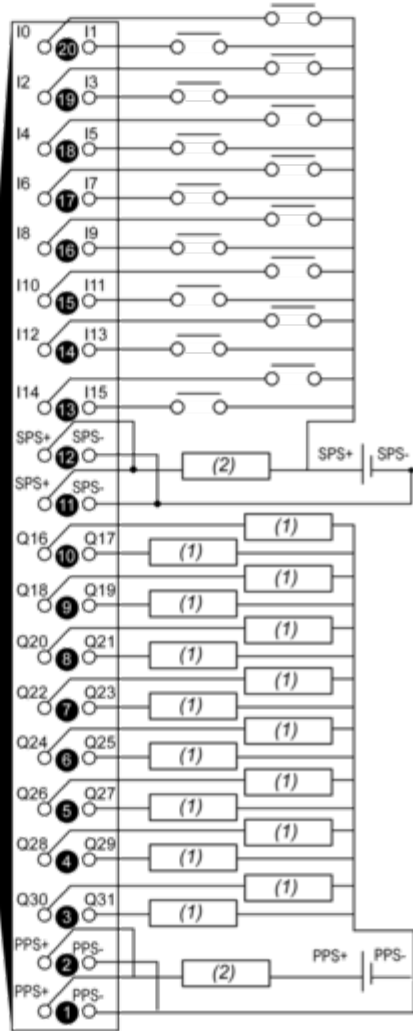 I0 I1
20
I2 I3
19
I4 I5
18
I6 I7
17
I8 I9
16
I10 I11
15
I12 I13
14
I14 I15
13
SPS+ SPS-
12
(2) SPS+ SPS-
SPS+ SPS-
11
(1)
Q16 Q17
10 (1)
(1)
Q18 Q19
9 (1)
(1)
Q20 Q21
8 (1)
(1)
Q22 Q23
7 (1)
(1)
Q24 Q25
6 (1)
(1)
Q26 Q27
5 (1)
(1)
Q28 Q29
4 (1)
(1)
Q30 Q31
3 (1)
PPS+ PPS-
2
(2) PPS+ PPS-
PPS+ PPS-
1